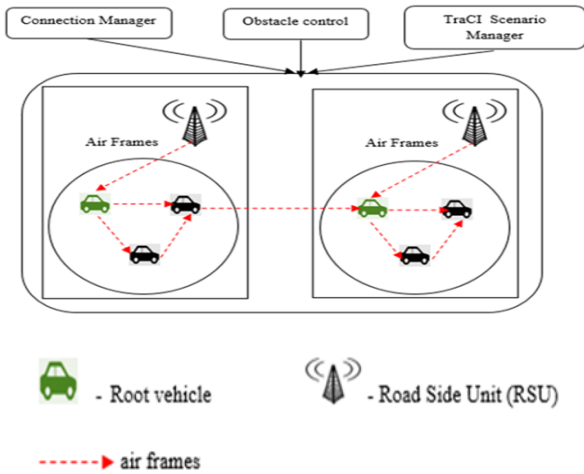 Connection Manager
Obstacle control
TraCI Scenario
Manager
Air Frames
Air Frames
- Root vehicle
- Road Side Unit (RSU)
air frames